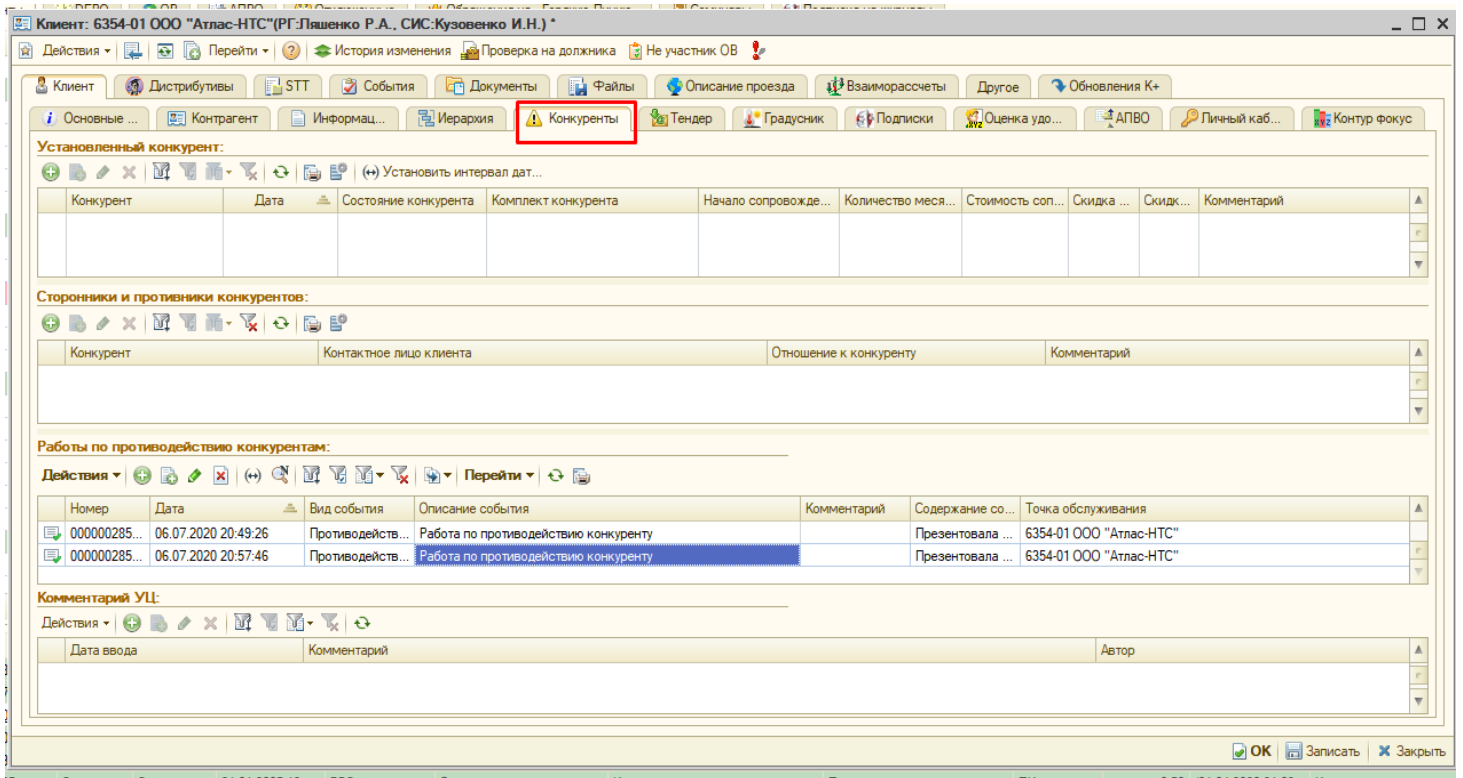 Клиент: 6354-01 ООО "Атлас-НТС"(РГ:Ляшенко Р.А., СИС:Кузовенко И.Н.) *
Действия Перейти История изменения Проверка на должника Не участник ОВ
Клиент Дистрибутивы STT События Документы Файлы Описание проезда Взаиморассчеты Другое Обновления К+
Основные ... Контрагент Информац... Иерархия Конкуренты Тендер Градусник Подписки Оценка удо... АПВО Личный каб... Контур фокус
Установленный конкурент:
Установить интервал дат...
Конкурент Дата Состояние конкурента Комплект конкурента Начало сопровожде... Количество меся... Стоимость соп... Скидка ... Скидк... Комментарий
Сторонники и противники конкурентов:
Конкурент Контактное лицо клиента Отношение к конкуренту Комментарий
Работы по противодействию конкурентам:
Действия Перейти
Номер Дата Вид события Описание события Комментарий Содержание со... Точка обслуживания
000000285... 06.07.2020 20:49:26 Противодейств... Работа по противодействию конкуренту Презентовала ... 6354-01 ООО "Атлас-НТС"
000000285... 06.07.2020 20:57:46 Противодейств... Работа по противодействию конкуренту Презентовала ... 6354-01 ООО "Атлас-НТС"
Комментарий УЦ:
Действия
Дата ввода Комментарий Автор
OK Записать Закрыть